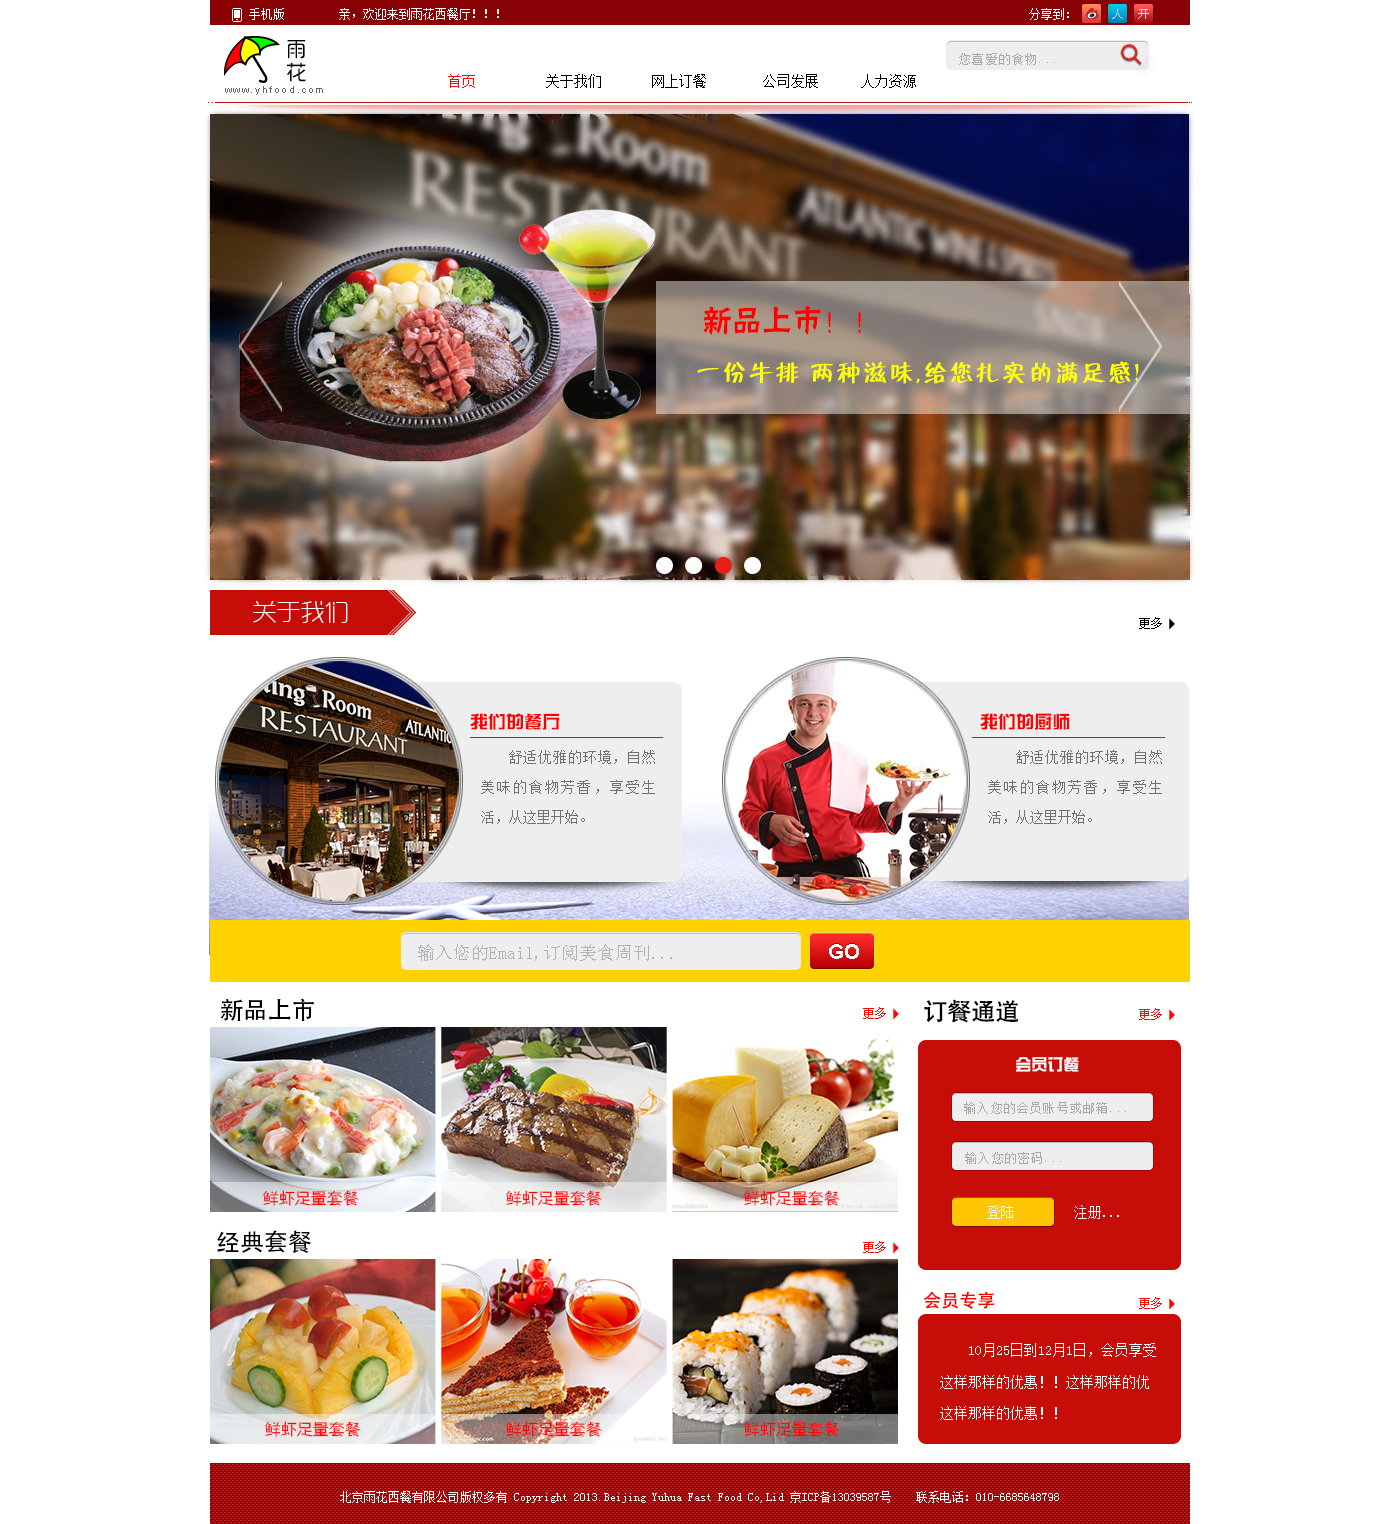 手机版
亲，欢迎来到雨花西餐厅！！！
分享到：
人
开
雨花
www.yhfood.com
首页
关于我们
网上订餐
公司发展
人力资源
您喜爱的食物...
Room
RESTAURANT
ATLANTIC WINE & SPIRITS
新品上市！！
一份牛排 两种滋味,给您扎实的满足感!
关于我们
更多
Room
RESTAURANT
ATLANTIC
我们的餐厅
舒适优雅的环境，自然
美味的食物芳香，享受生
活，从这里开始。
我们的厨师
舒适优雅的环境，自然
美味的食物芳香，享受生
活，从这里开始。
输入您的Email,订阅美食周刊...
GO
新品上市
更多
鲜虾足量套餐
鲜虾足量套餐
鲜虾足量套餐
经典套餐
更多
鲜虾足量套餐
鲜虾足量套餐
鲜虾足量套餐
订餐通道
更多
会员订餐
输入您的会员账号或邮箱...
输入您的密码...
登陆
注册...
会员专享
更多
10月25日到12月1日，会员享受
这样那样的优惠！！这样那样的优
这样那样的优惠！！
北京雨花西餐有限公司版权多有 Copyright 2013.Beijing Yuhua Fast Food Co,Lid 京ICP备13039587号
联系电话：010-6685648798